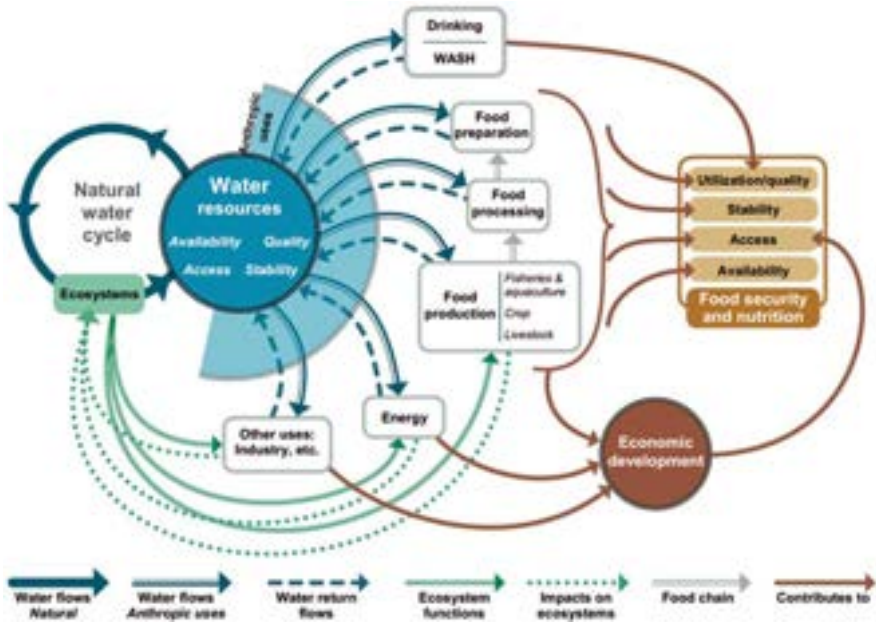 Drinking
WASH
Anthropic
uses
Food
preparation
Natural
water
cycle
Water
resources
Availability Quality
Access Stability
Food
processing
Utilization/quality
Stability
Access
Availability
Food security
and nutrition
Ecosystems
Food
production
Fisheries &
aquaculture
Crop
Livestock
Energy
Other uses:
Industry, etc.
Economic
development
Water flows
Natural
Water flows
Anthropic uses
Water return
flows
Ecosystem
functions
Impacts on
ecosystems
Food chain
Contributes to